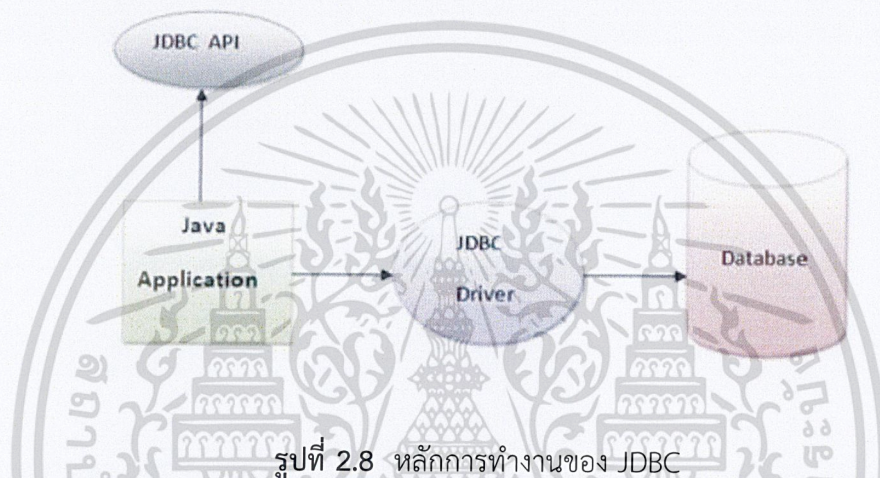 JDBC API
Java
Application
JDBC
Driver
Database
รูปที่ 2.8 หลักการทำงานของ JDBC